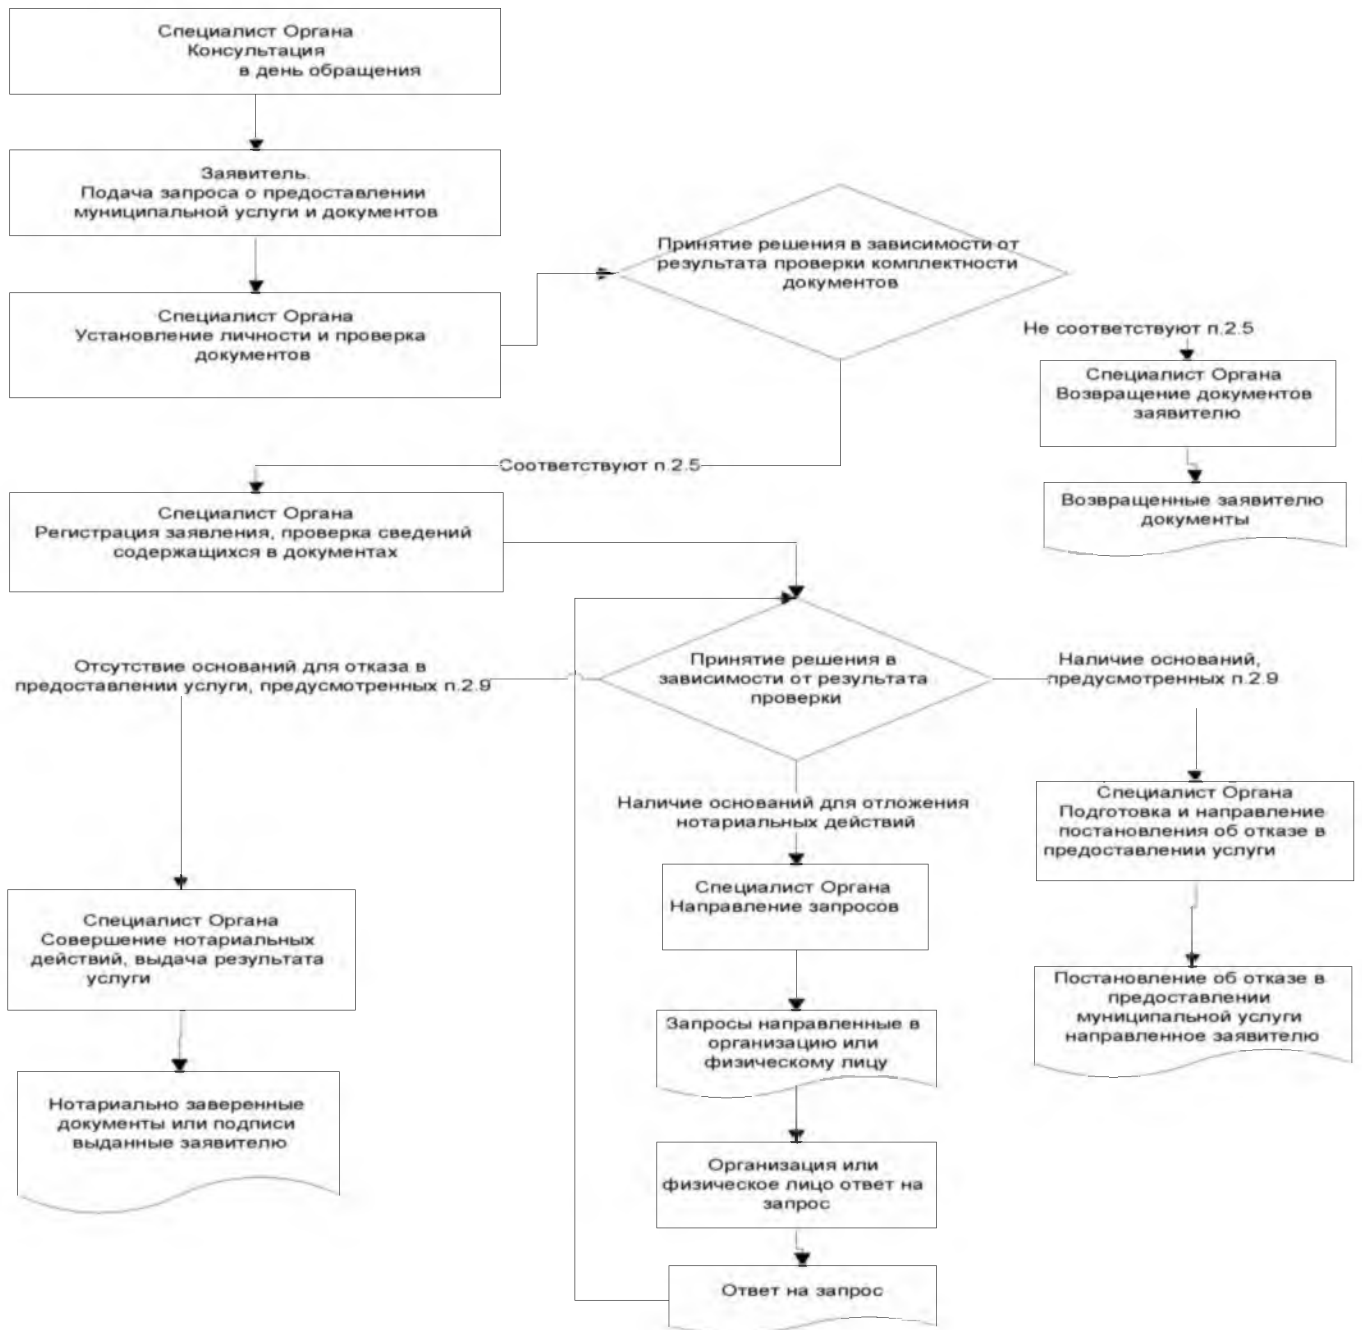 Специалист Органа
Консультация
в день обращения
Заявитель.
Подача запроса о предоставлении
муниципальной услуги и документов
Специалист Органа
Установление личности и проверка
документов
Принятие решения в зависимости от
результата проверки комплектности
документов
Не соответствуют п.2.5
Специалист Органа
Возвращение документов
заявителю
Возвращенные заявителю
документы
Соответствуют п.2.5
Специалист Органа
Регистрация заявления, проверка сведений
содержащихся в документах
Принятие решения в
зависимости от результата
проверки
Отсутствие оснований для отказа в
предоставлении услуги, предусмотренных п.2.9
Наличие оснований,
предусмотренных п.2.9
Наличие оснований для отложения
нотариальных действий
Специалист Органа
Подготовка и направление
постановления об отказе в
предоставлении услуги
Специалист Органа
Направление запросов
Специалист Органа
Совершение нотариальных
действий, выдача результата
услуги
Постановление об отказе в
предоставлении
муниципальной услуги
направленное заявителю
Запросы направленные в
организацию или
физическому лицу
Нотариально заверенные
документы или подписи
выданные заявителю
Организация или
физическое лицо ответ на
запрос
Ответ на запрос